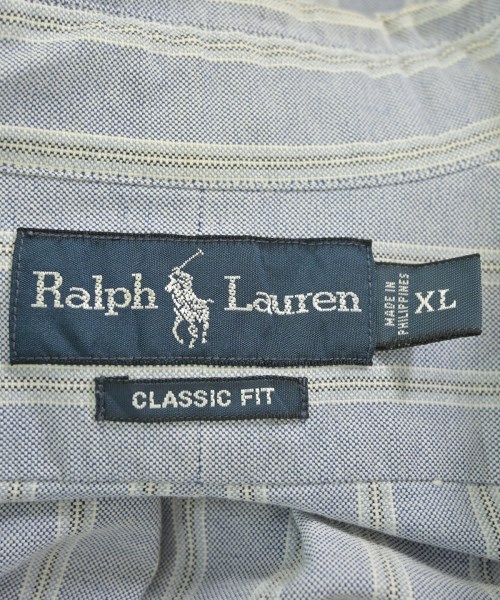 Ralph Lauren
MADE IN
PHILIPPINES
XL
CLASSIC FIT